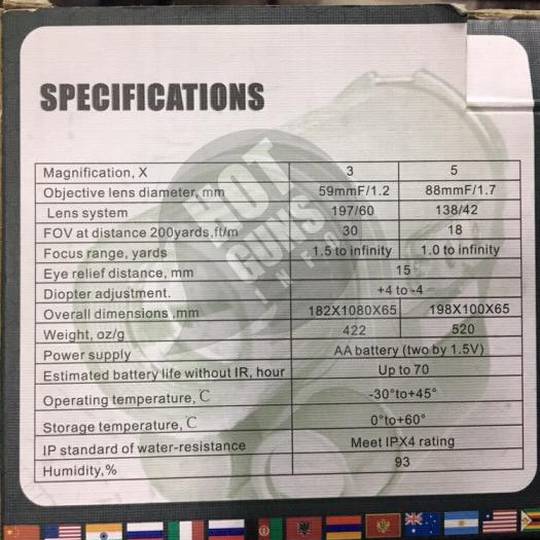 SPECIFICATIONS
HOT
GUNS
INFO
Magnification, X 3 5
Objective lens diameter, mm 59mmF/1.2 88mmF/1.7
Lens system 197/60 138/42
FOV at distance 200yards,ft/m 30 18
Focus range, yards 1.5 to infinity 1.0 to infinity
Eye relief distance, mm 15
Diopter adjustment. +4 to -4
Overall dimensions ,mm 182X1080X65 198X100X65
Weight, oz/g 422 520
Power supply AA battery (two by 1.5V)
Estimated battery life without IR, hour Up to 70
Operating temperature, ℃ -30°to+45°
Storage temperature, ℃ 0°to+60°
IP standard of water-resistance Meet IPX4 rating
Humidity,% 93